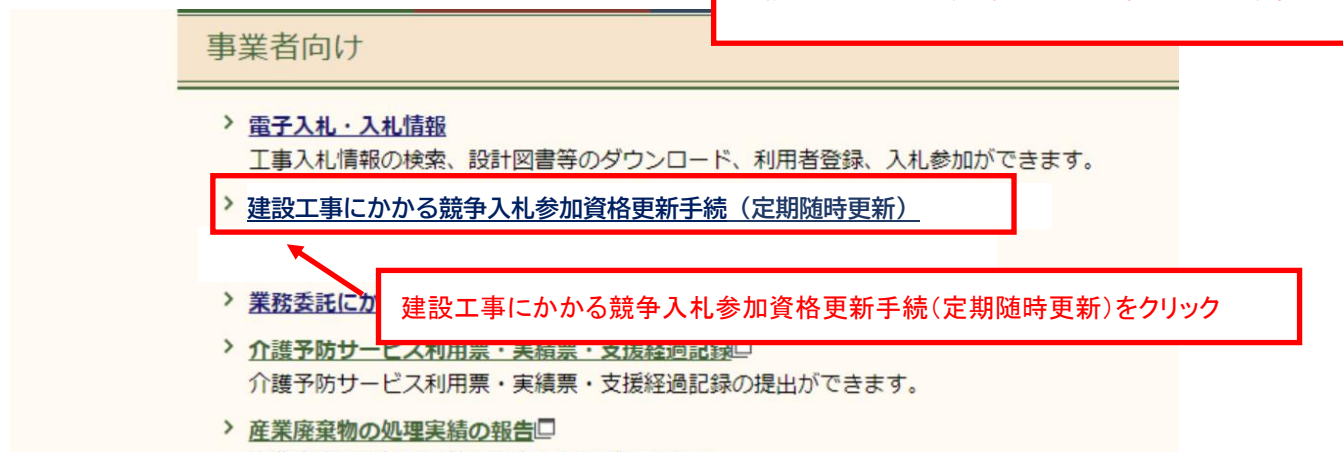 事業者向け
電子入札・入札情報
工事入札情報の検索、設計図書等のダウンロード、利用者登録、入札参加ができます。
建設工事にかかる競争入札参加資格更新手続（定期随時更新）
業務委託にか
建設工事にかかる競争入札参加資格更新手続（定期随時更新）をクリック
介護予防サービス利用票・実績票・支援経過記録
介護予防サービス利用票・実績票・支援経過記録の提出ができます。
産業廃棄物の処理実績の報告